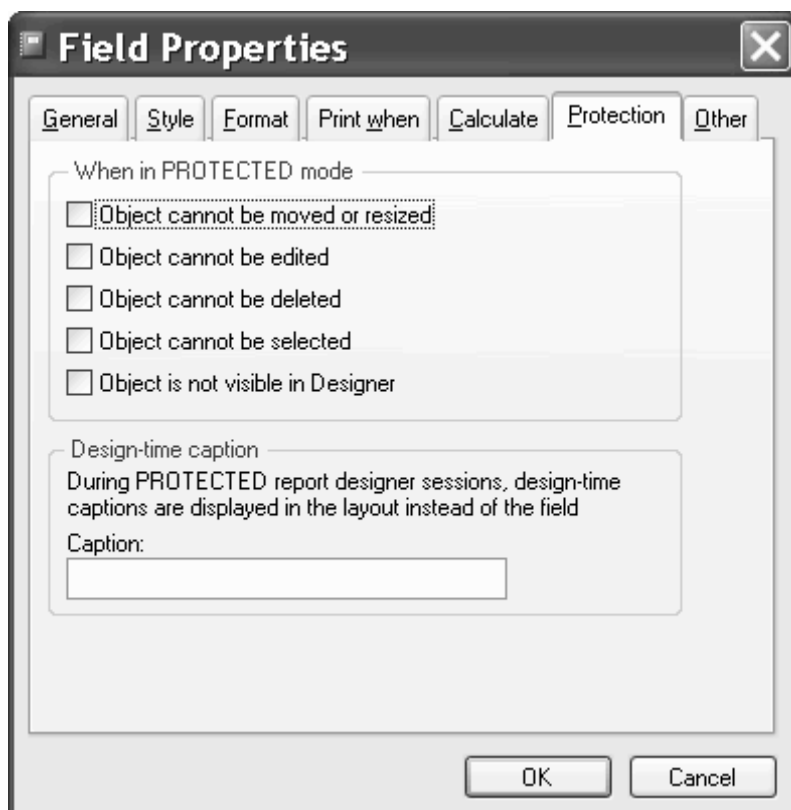 Field Properties
General Style Format Print when Calculate Protection Other
When in PROTECTED mode
Object cannot be moved or resized
Object cannot be edited
Object cannot be deleted
Object cannot be selected
Object is not visible in Designer
Design-time caption
During PROTECTED report designer sessions, design-time
captions are displayed in the layout instead of the field
Caption:
OK Cancel